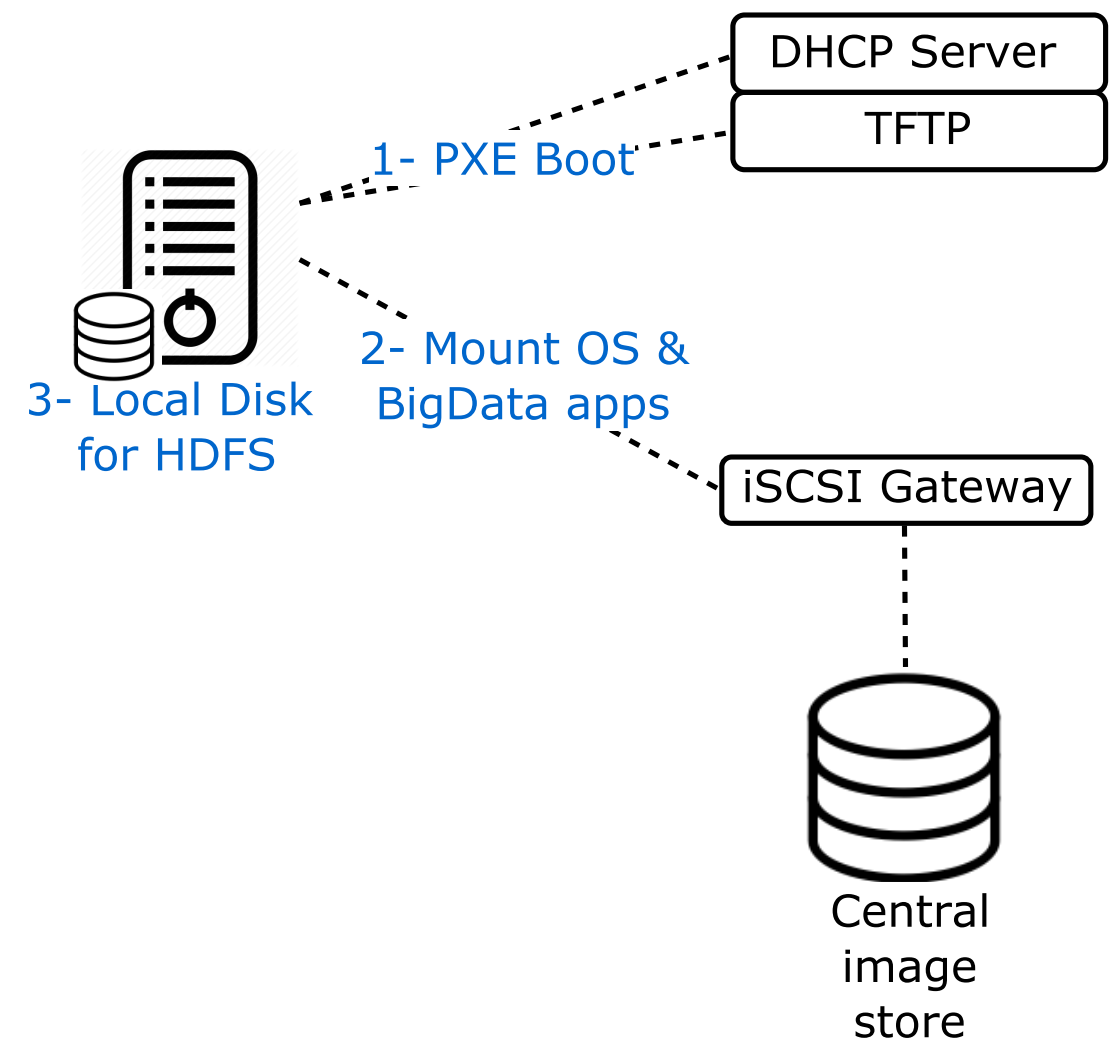 DHCP Server
TFTP
1- PXE Boot
2- Mount OS &
BigData apps
3- Local Disk
for HDFS
iSCSI Gateway
Central
image
store